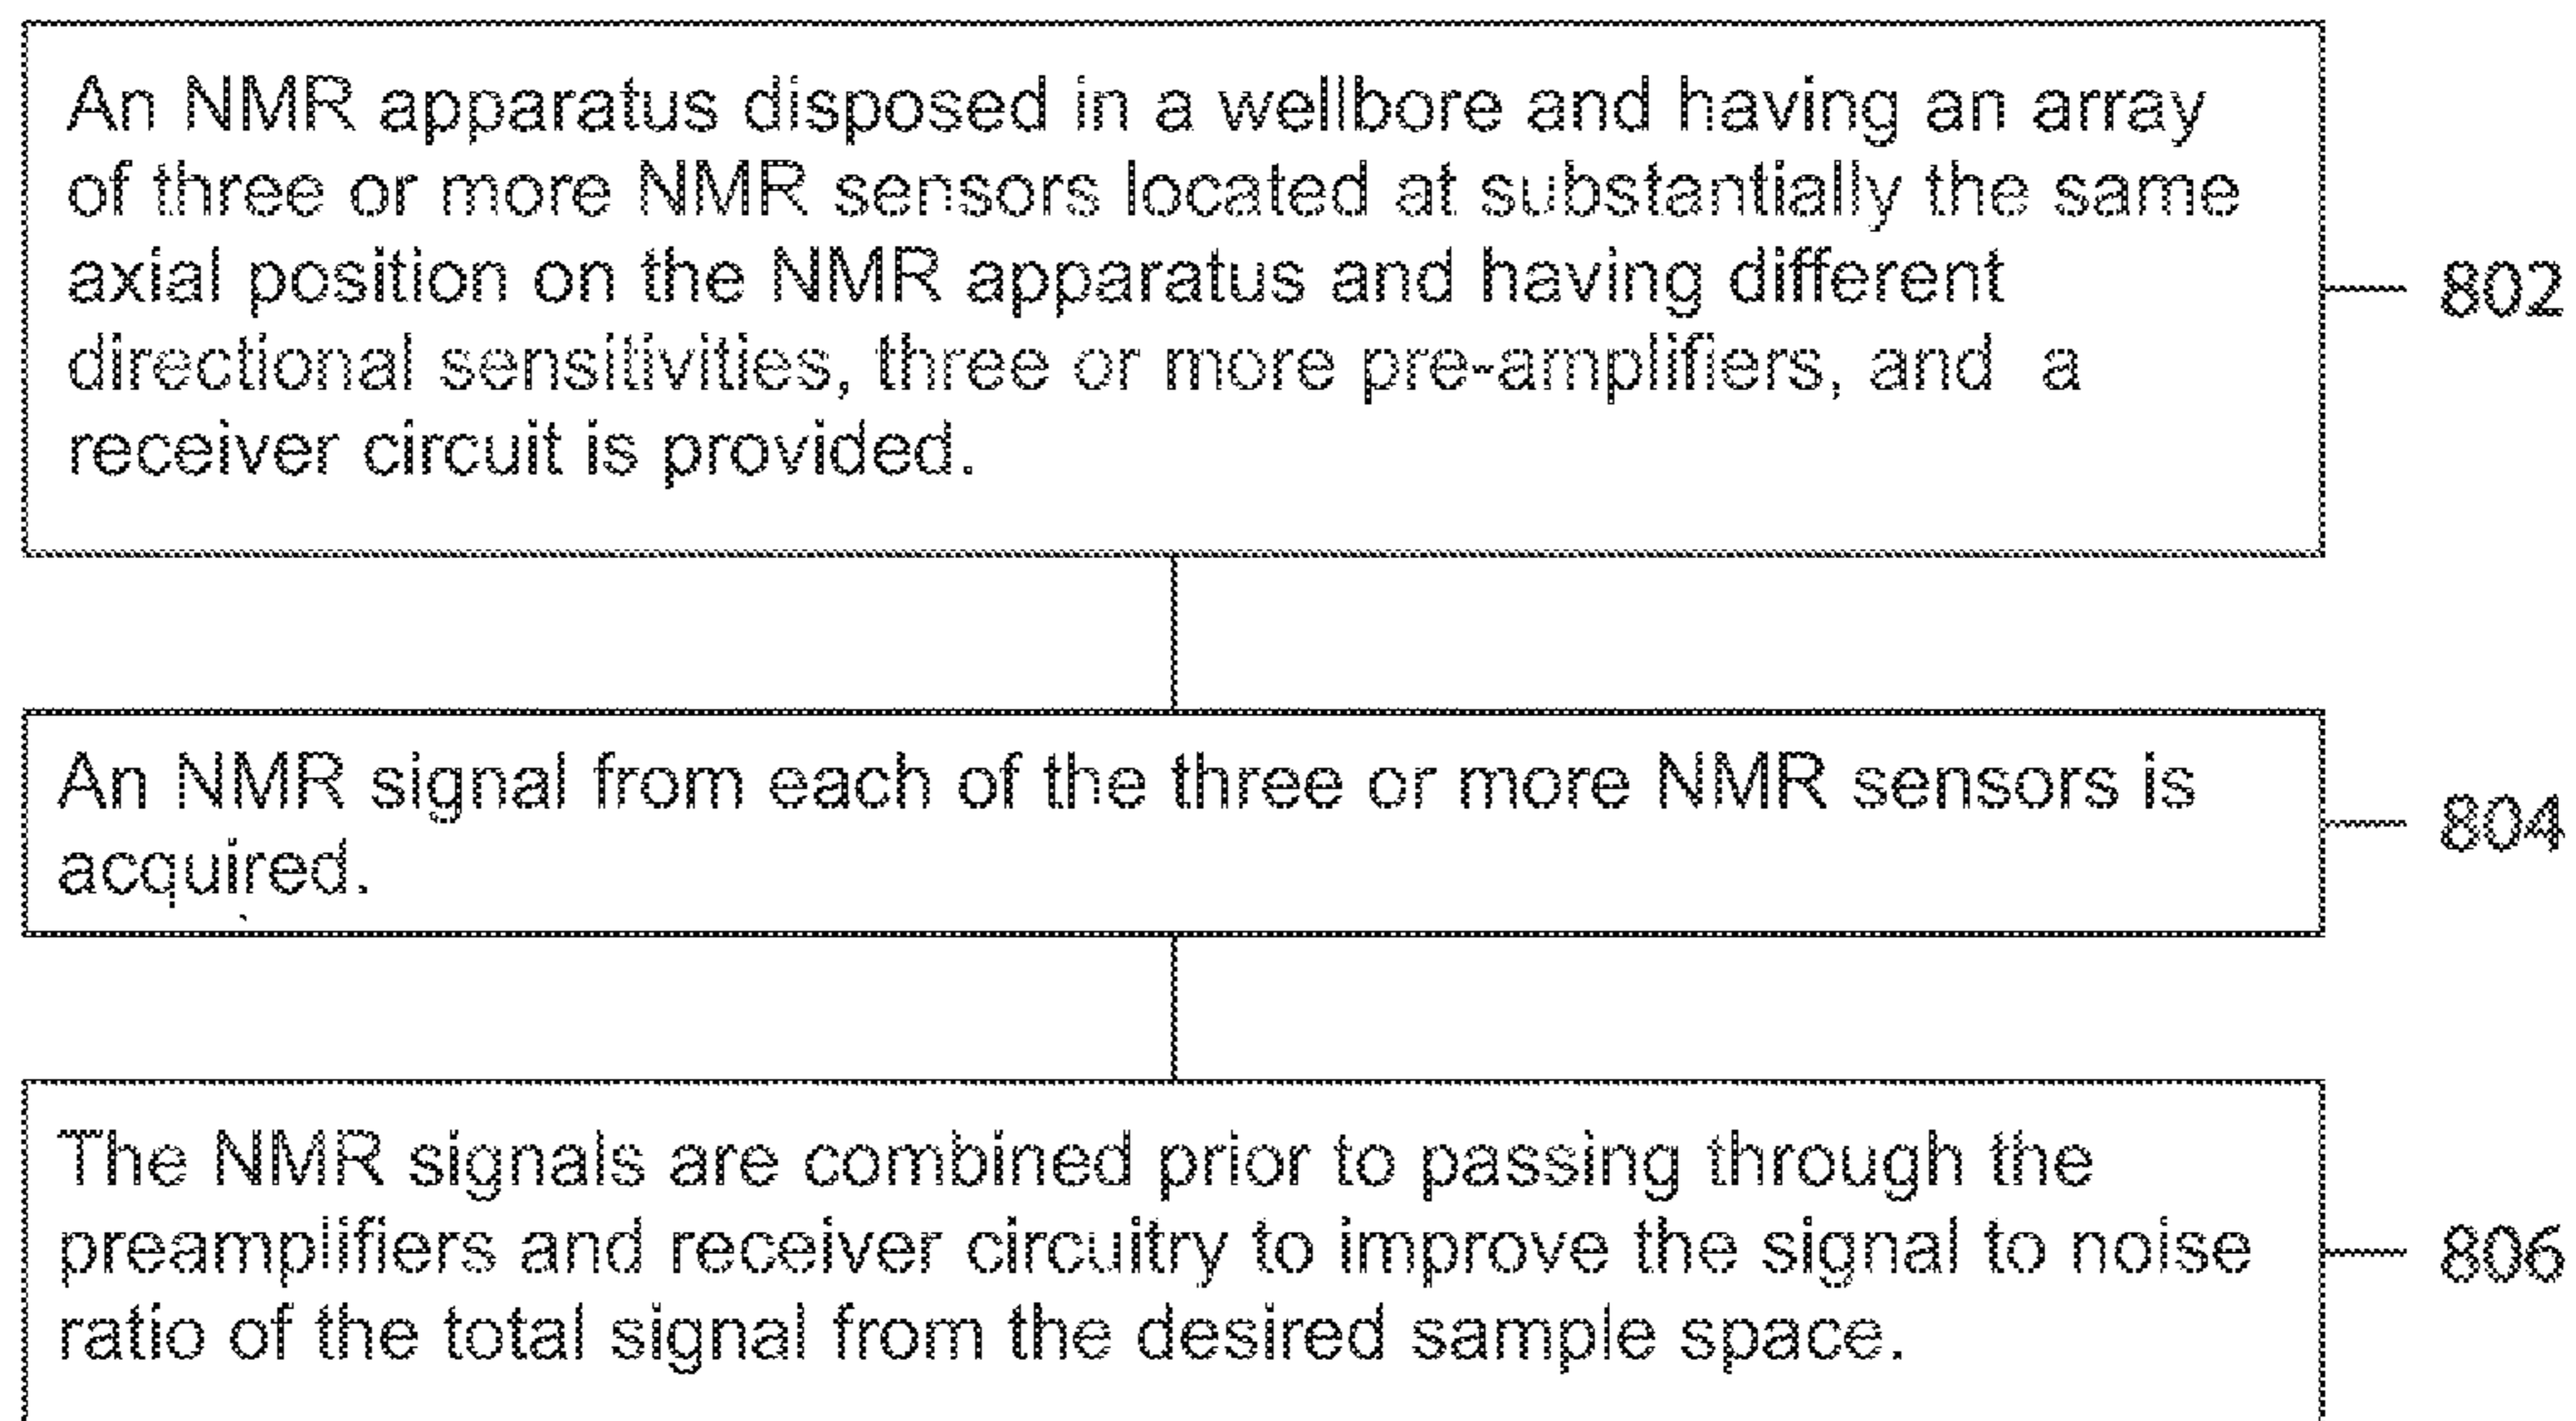 An NMR apparatus disposed in a wellbore and having an array
of three or more NMR sensors located at substantially the same
axial position on the NMR apparatus and having different
directional sensitivities, three or more pre-amplifiers, and a
receiver circuit is provided.
802
An NMR signal from each of the three or more NMR sensors is
acquired.
804
The NMR signals are combined prior to passing through the
preamplifiers and receiver circuitry to improve the signal to noise
ratio of the total signal from the desired sample space.
806